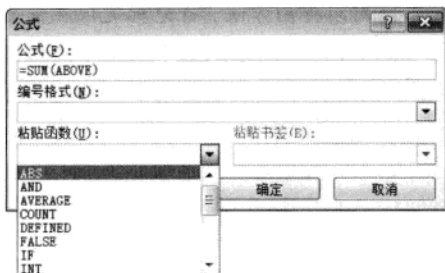 公式
公式(F):
=SUM(ABOVE)
编号格式(N):
粘贴函数(U):
粘贴书签(B):
ABS
AND
AVERAGE
COUNT
DEFINED
FALSE
IF
INT
确定
取消